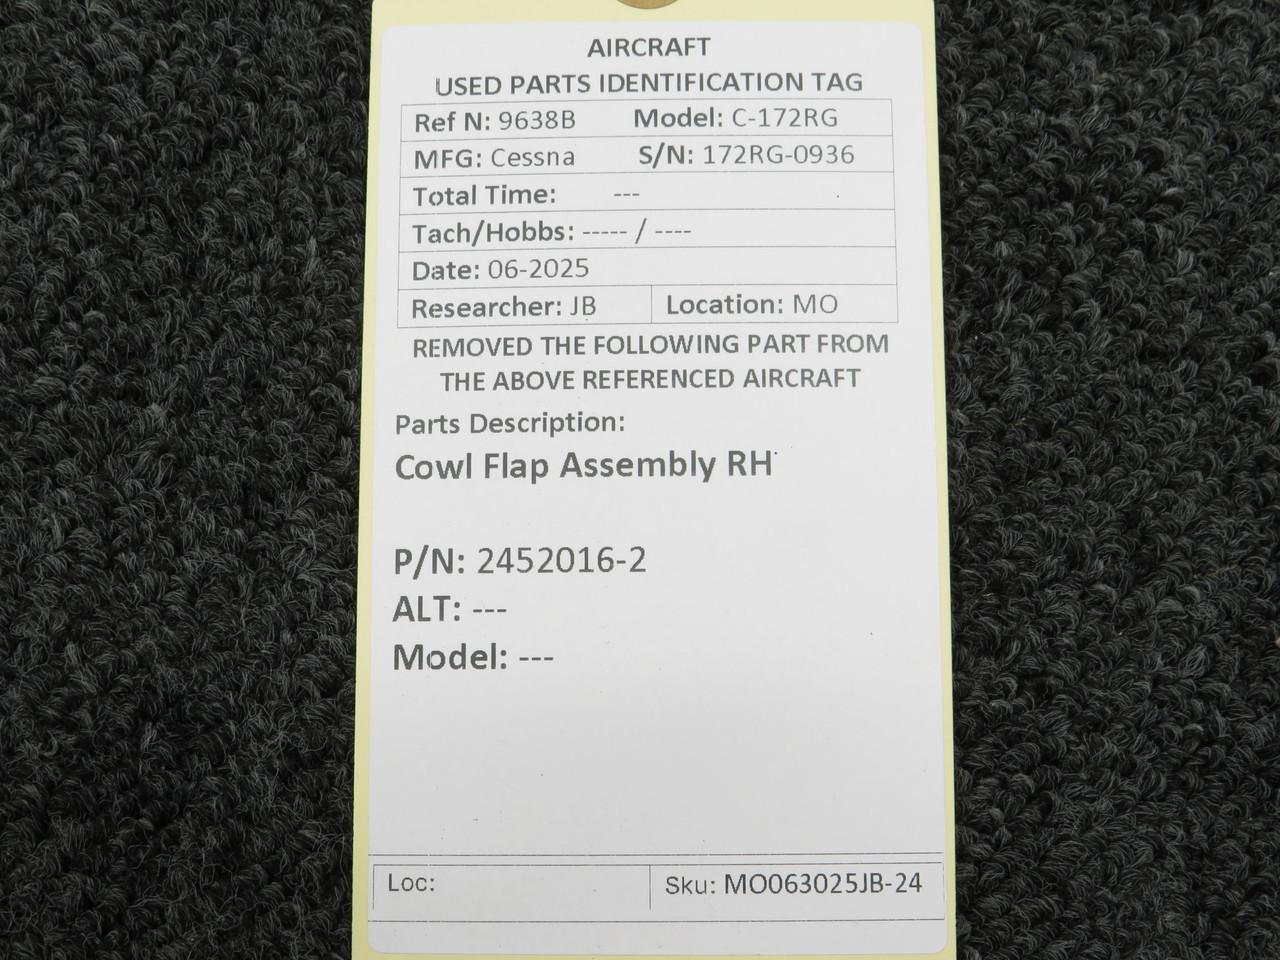 AIRCRAFT
USED PARTS IDENTIFICATION TAG
Ref N: 9638B Model: C-172RG
MFG: Cessna S/N: 172RG-0936
Total Time: ---
Tach/Hobbs: ----- / ----
Date: 06-2025
Researcher: JB Location: MO
REMOVED THE FOLLOWING PART FROM
THE ABOVE REFERENCED AIRCRAFT
Parts Description:
Cowl Flap Assembly RH
P/N: 2452016-2
ALT: ---
Model: ---
Loc: Sku: MO063025JB-24